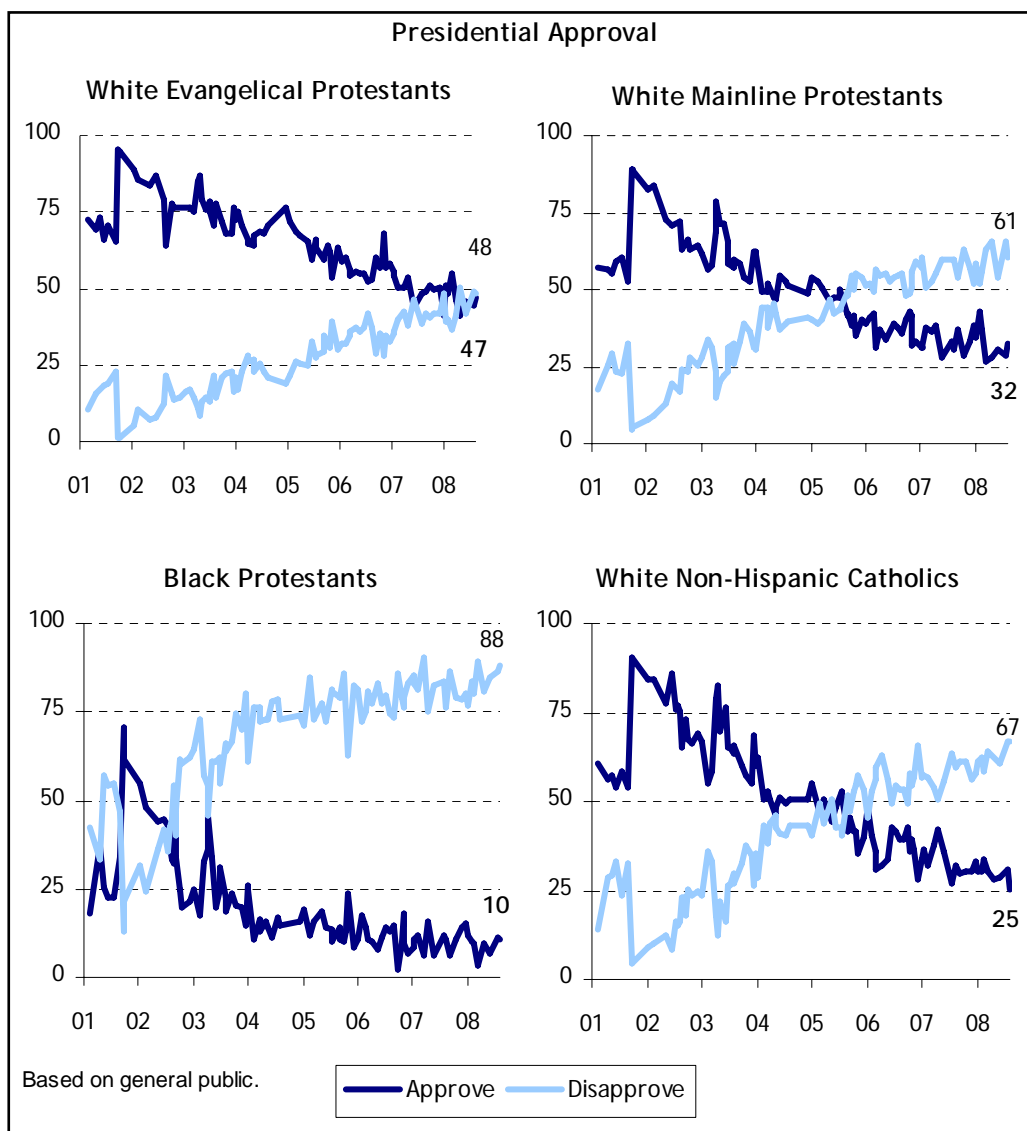 Presidential Approval
White Evangelical Protestants
100
75
50
25
0
48
47
01 02 03 04 05 06 07 08
White Mainline Protestants
100
75
50
25
0
61
32
01 02 03 04 05 06 07 08
Black Protestants
100
75
50
25
0
88
10
01 02 03 04 05 06 07 08
White Non-Hispanic Catholics
100
75
50
25
0
67
25
01 02 03 04 05 06 07 08
Based on general public.
Approve Disapprove